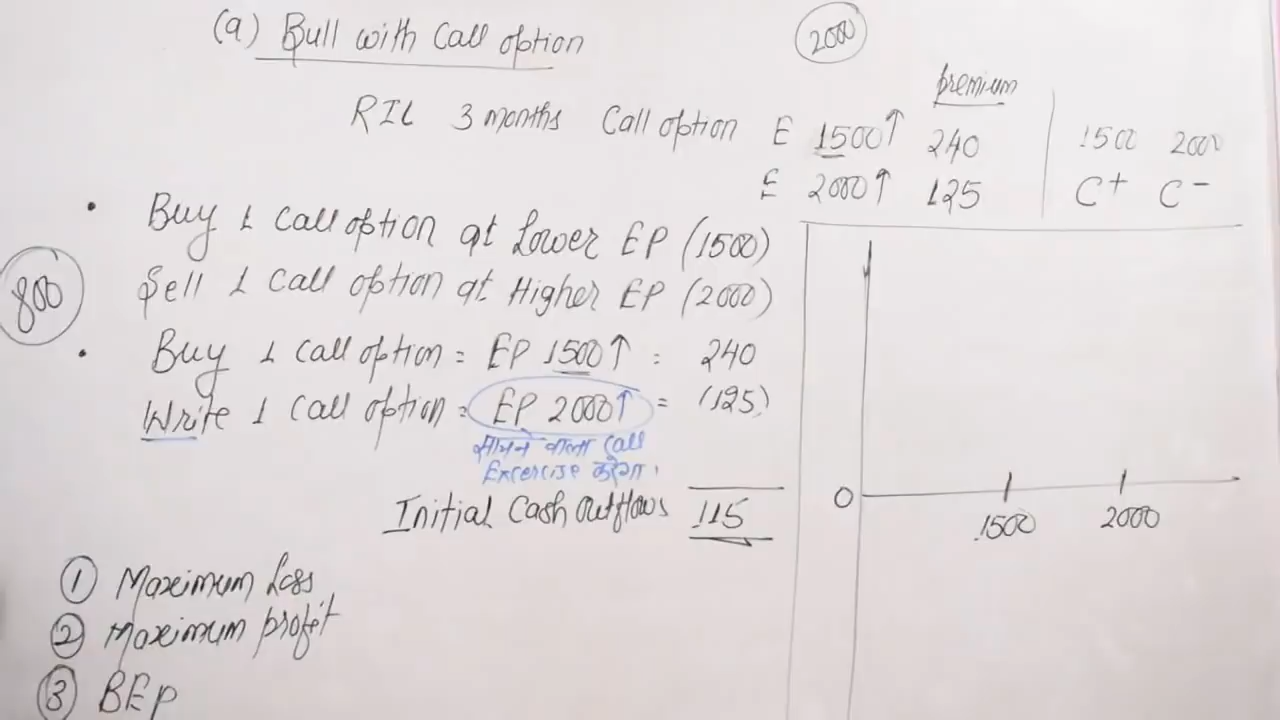 (a) Bull with Call option
2000
premium
RIL 3 months Call option E 1500↑ 240
E 2000↑ 125
1500 2000
C+ C-
• Buy 1 Call option at Lower EP (1500)
Sell 1 Call option at Higher EP (2000)
800
• Buy 1 Call option = EP 1500↑ = 240
Write 1 Call option = EP 2000↑ = (125)
सामने वाला Call
Excercise करेगा।
Initial Cash Outflows 115
0
1500 2000
① Maximum Loss
② Maximum profit
③ BEP